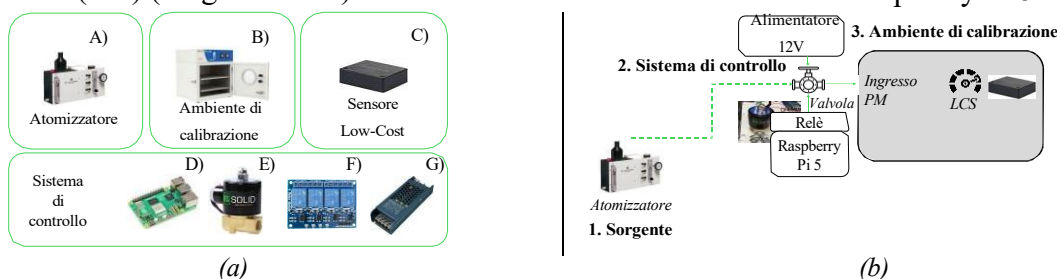 A)
B)
C)
Atomizzatore
Ambiente di
calibrazione
Sensore
Low-Cost
Sistema
di
controllo
D)
E)
F)
G)
SOLID
(a)
(b)
Alimentatore
12V
3. Ambiente di calibrazione
2. Sistema di controllo
Ingresso
PM
LCS
Valvola
Relè
Raspberry
Pi 5
Atomizzatore
1. Sorgente